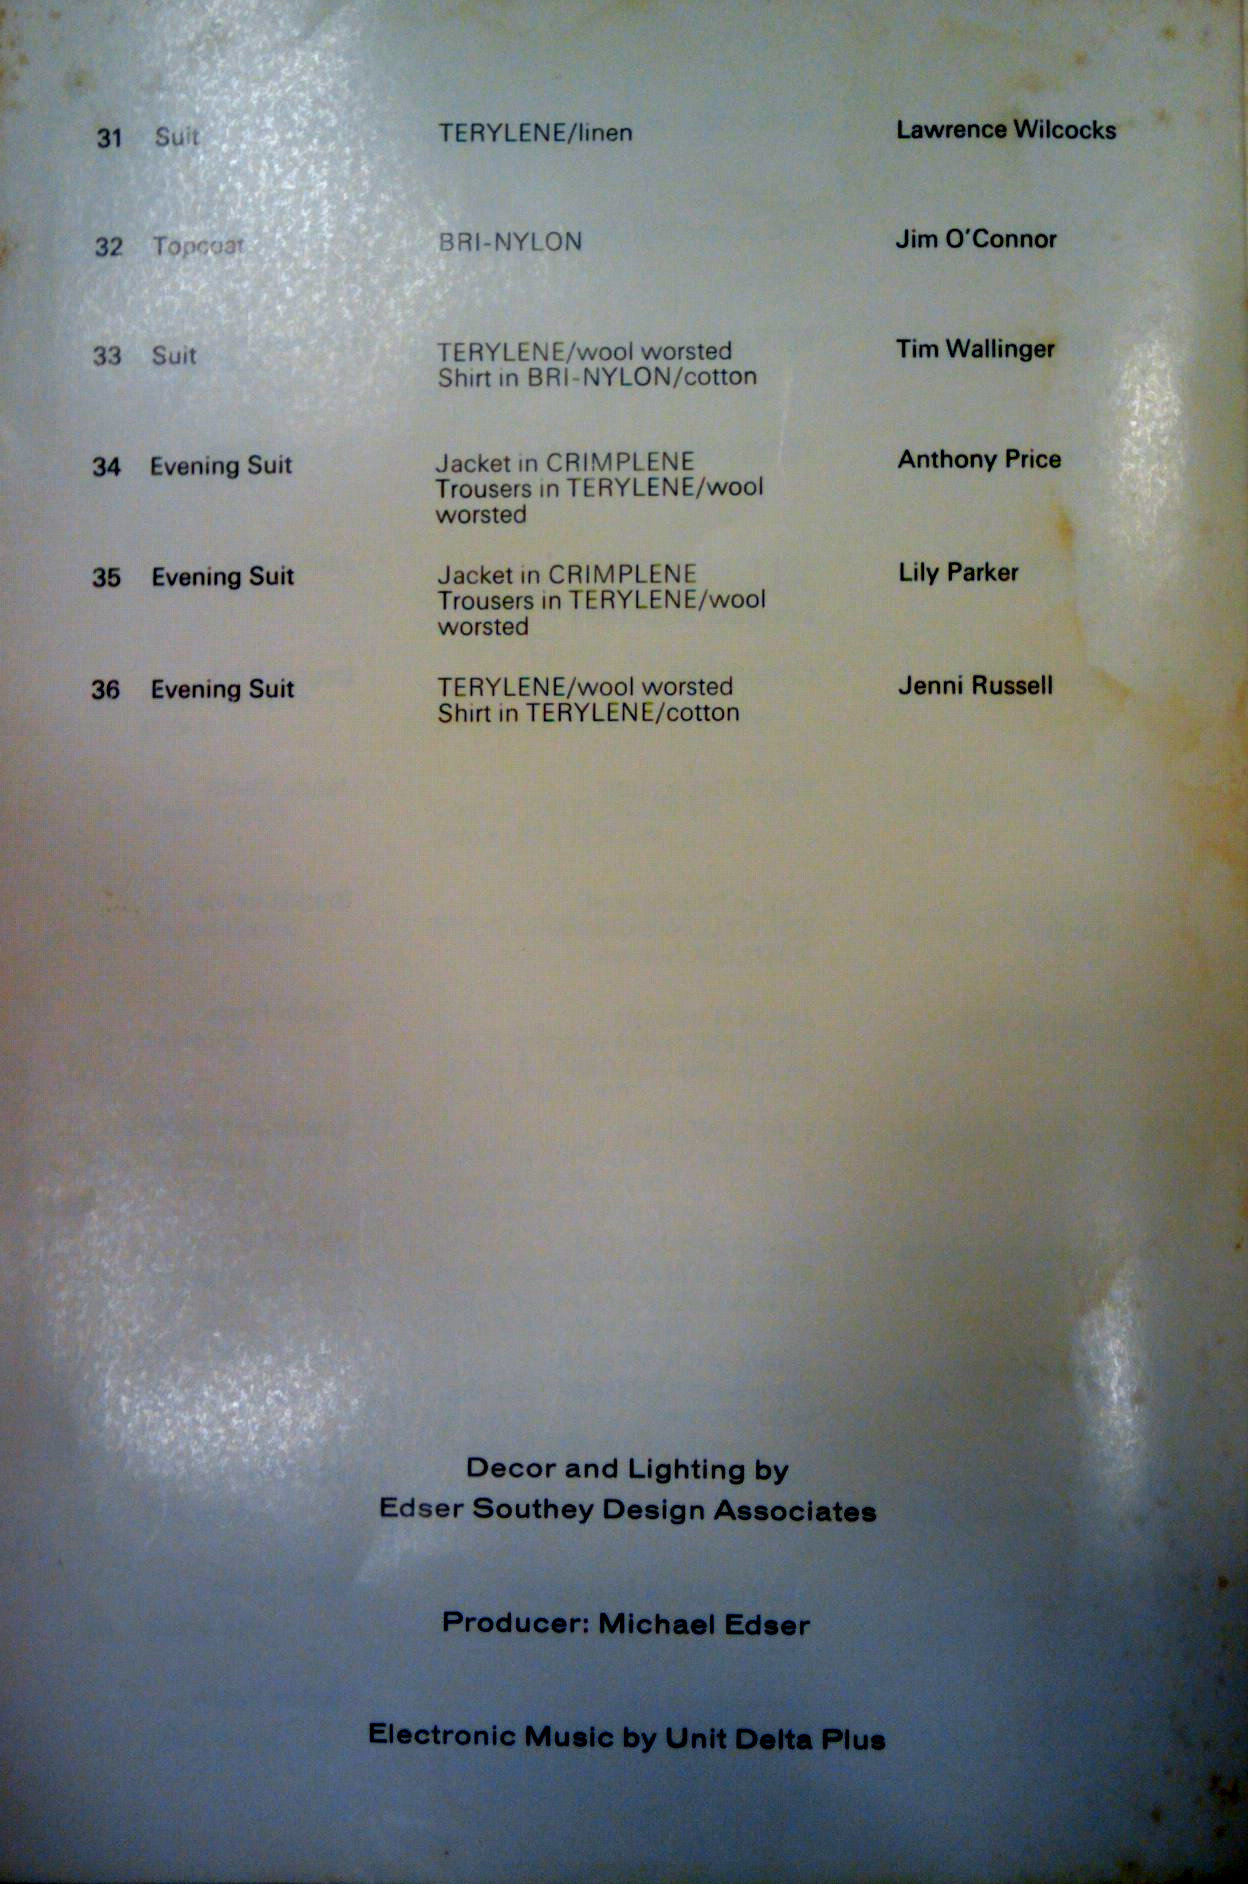 31 Suit TERYLENE/linen Lawrence Wilcocks
32 Topcoat BRI-NYLON Jim O'Connor
33 Suit TERYLENE/wool worsted Tim Wallinger
Shirt in BRI-NYLON/cotton
34 Evening Suit Jacket in CRIMPLENE Anthony Price
Trousers in TERYLENE/wool
worsted
35 Evening Suit Jacket in CRIMPLENE Lily Parker
Trousers in TERYLENE/wool
worsted
36 Evening Suit TERYLENE/wool worsted Jenni Russell
Shirt in TERYLENE/cotton
Decor and Lighting by
Edser Southey Design Associates
Producer: Michael Edser
Electronic Music by Unit Delta Plus